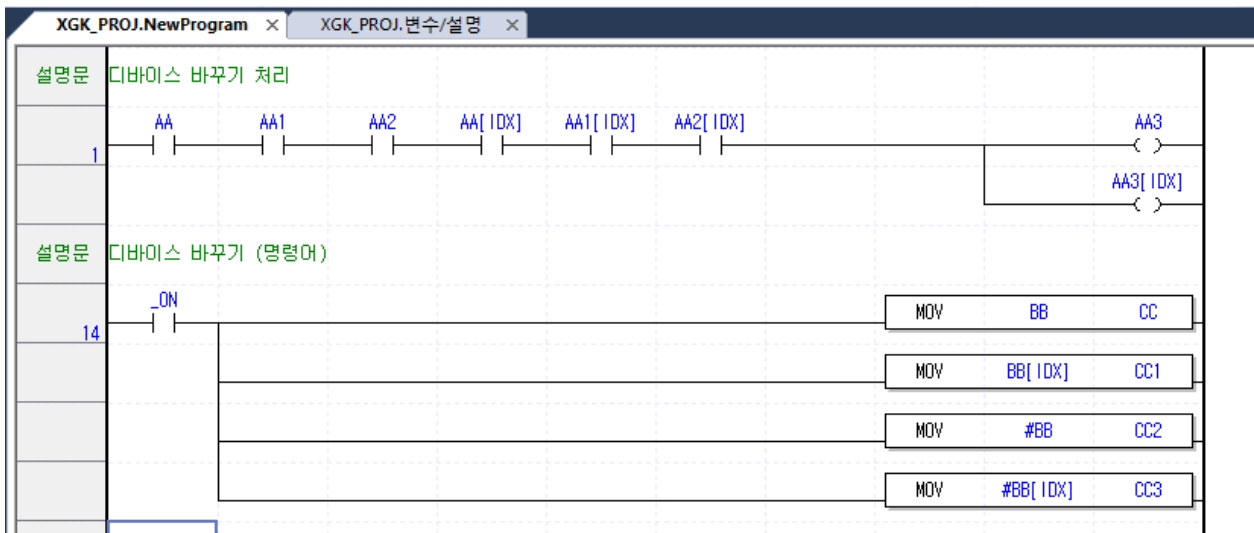 XGK_PROJ.NewProgram × XGK_PROJ.변수/설명 ×
설명문 디바이스 바꾸기 처리
AA AA1 AA2 AA[IDX] AA1[IDX] AA2[IDX] AA3
1
AA3[IDX]
설명문 디바이스 바꾸기 (명령어)
_ON
14 MOV BB CC
MOV BB[IDX] CC1
MOV #BB CC2
MOV #BB[IDX] CC3